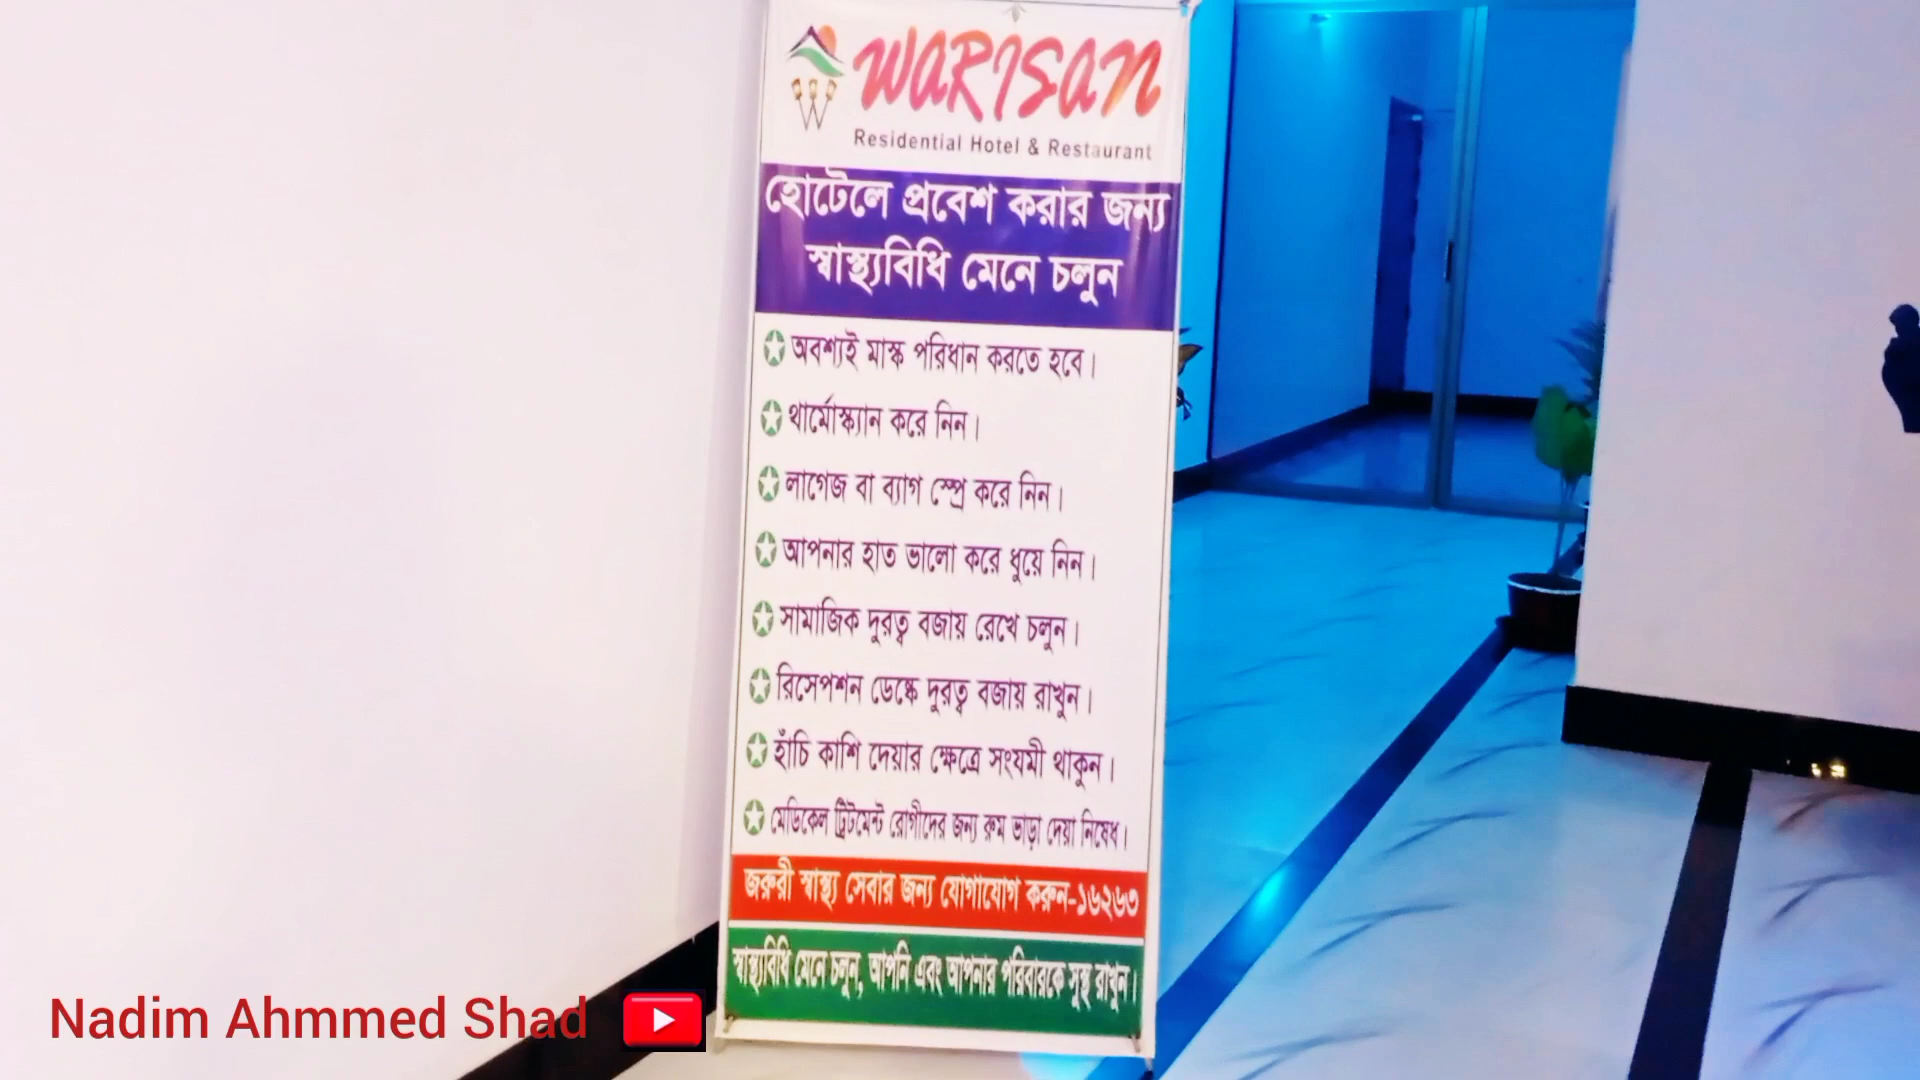 WARISAN
Residential Hotel & Restaurant
হোটেলে প্রবেশ করার জন্য
স্বাস্থ্যবিধি মেনে চলুন
অবশ্যই মাস্ক পরিধান করতে হবে।
থার্মোস্ক্যান করে নিন।
লাগেজ বা ব্যাগ স্প্রে করে নিন।
আপনার হাত ভালো করে ধুয়ে নিন।
সামাজিক দুরত্ব বজায় রেখে চলুন।
রিসেপশন ডেস্কে দুরত্ব বজায় রাখুন।
হাঁচি কাশি দেয়ার ক্ষেত্রে সংযমী থাকুন।
মেডিকেল ট্রিটমেন্ট রোগীদের জন্য রুম ভাড়া দেয়া নিষেধ।
জরুরী স্বাস্থ্য সেবার জন্য যোগাযোগ করুন-১৬২৬৩
স্বাস্থ্যবিধি মেনে চলুন, আপনি এবং আপনার পরিবারকে সুস্থ রাখুন।
Nadim Ahmmed Shad